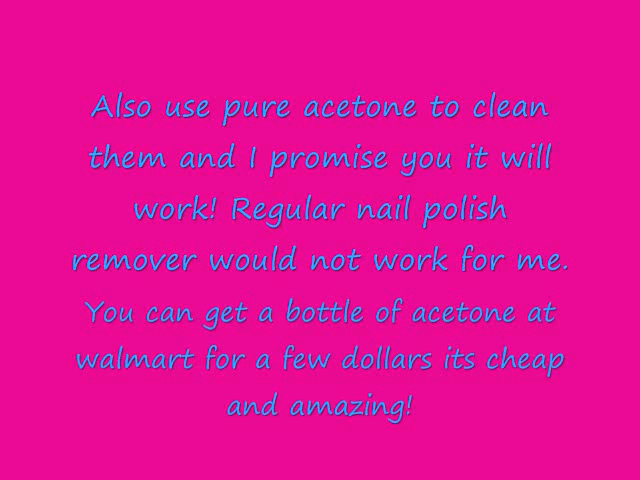 Also use pure acetone to clean
them and I promise you it will
work! Regular nail polish
remover would not work for me.
You can get a bottle of acetone at
walmart for a few dollars its cheap
and amazing!